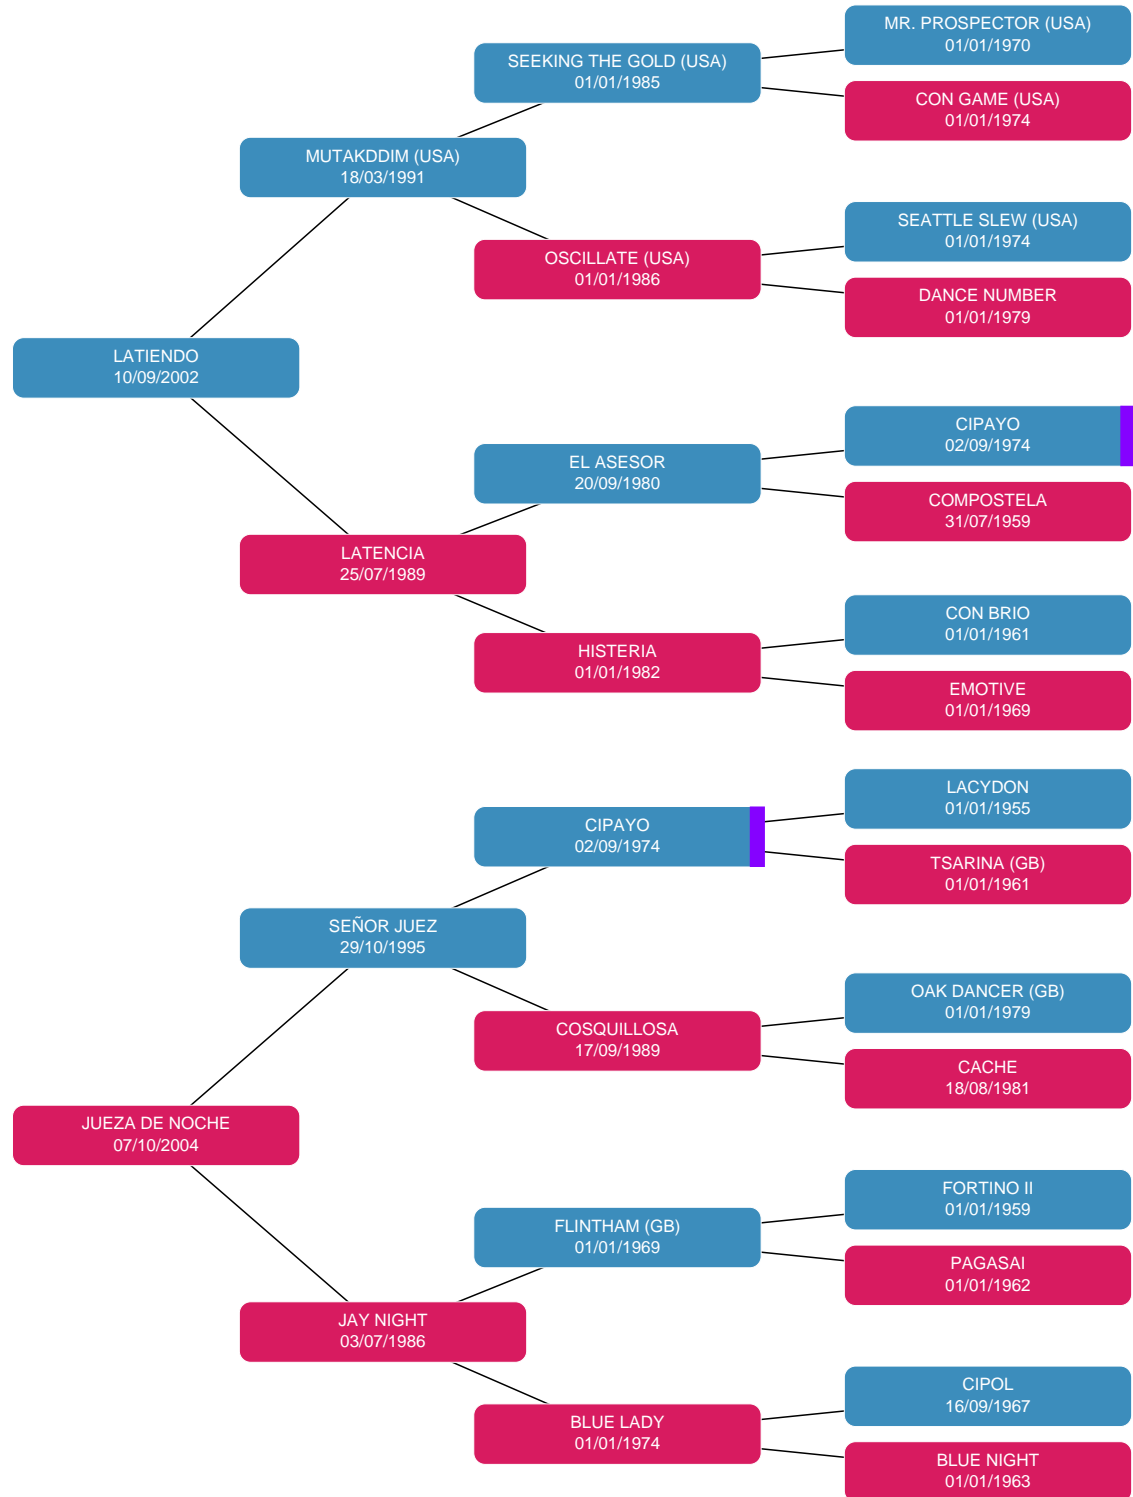 MR. PROSPECTOR (USA)
01/01/1970
SEEKING THE GOLD (USA)
01/01/1985
CON GAME (USA)
01/01/1974
MUTAKDDIM (USA)
18/03/1991
SEATTLE SLEW (USA)
01/01/1974
OSCILLATE (USA)
01/01/1986
DANCE NUMBER
01/01/1979
LATIENDO
10/09/2002
CIPAYO
02/09/1974
EL ASESOR
20/09/1980
COMPOSTELA
31/07/1959
LATENCIA
25/07/1989
CON BRIO
01/01/1961
HISTERIA
01/01/1982
EMOTIVE
01/01/1969
LACYDON
01/01/1955
CIPAYO
02/09/1974
TSARINA (GB)
01/01/1961
SEÑOR JUEZ
29/10/1995
OAK DANCER (GB)
01/01/1979
COSQUILLOSA
17/09/1989
CACHE
18/08/1981
JUEZA DE NOCHE
07/10/2004
FORTINO II
01/01/1959
FLINTHAM (GB)
01/01/1969
PAGASAI
01/01/1962
JAY NIGHT
03/07/1986
CIPOL
16/09/1967
BLUE LADY
01/01/1974
BLUE NIGHT
01/01/1963